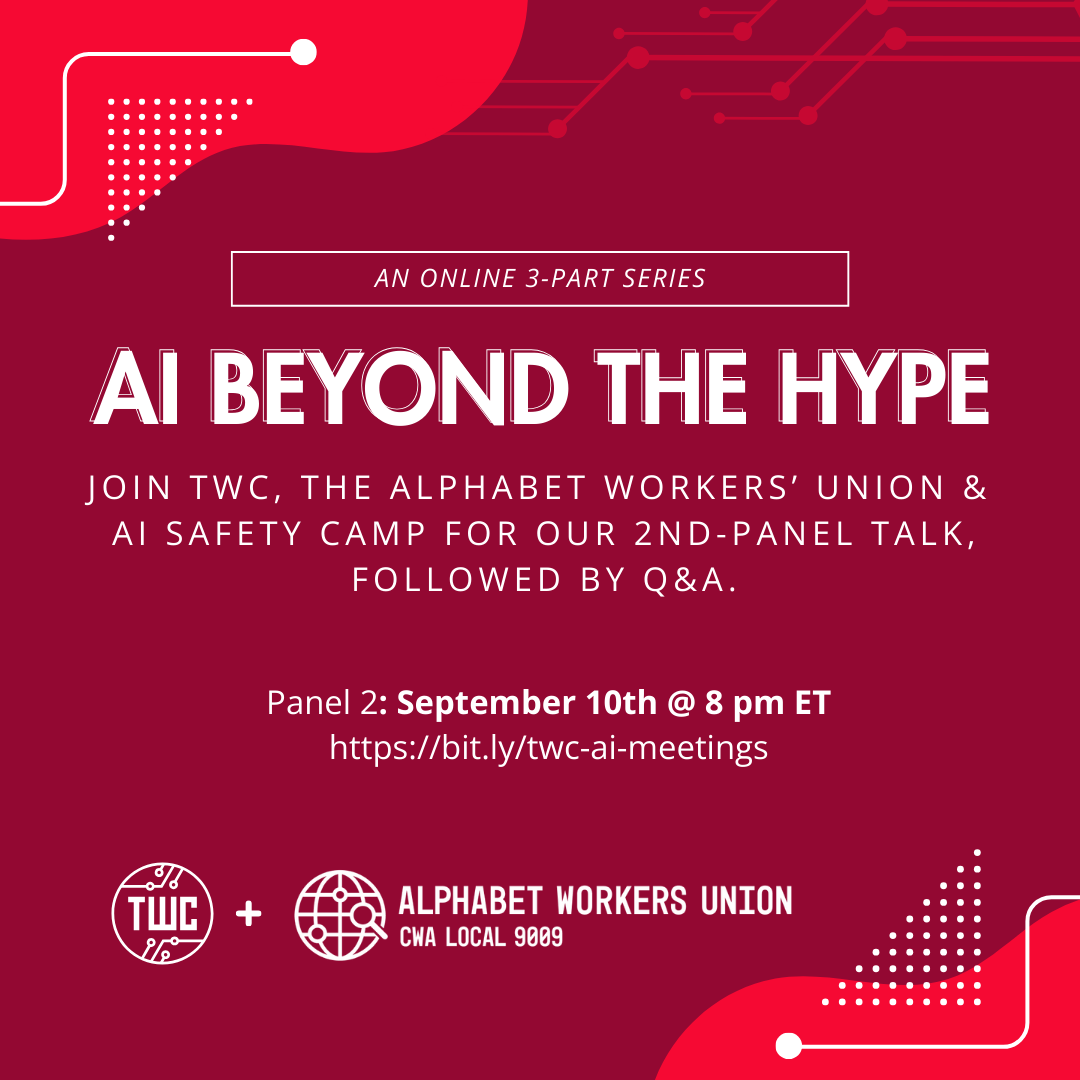 AN ONLINE 3-PART SERIES
AI BEYOND THE HYPE
JOIN TWC, THE ALPHABET WORKERS’ UNION &
AI SAFETY CAMP FOR OUR 2ND-PANEL TALK,
FOLLOWED BY Q&A.
Panel 2: September 10th @ 8 pm ET
https://bit.ly/twc-ai-meetings
TWC + ALPHABET WORKERS UNION
CWA LOCAL 9009